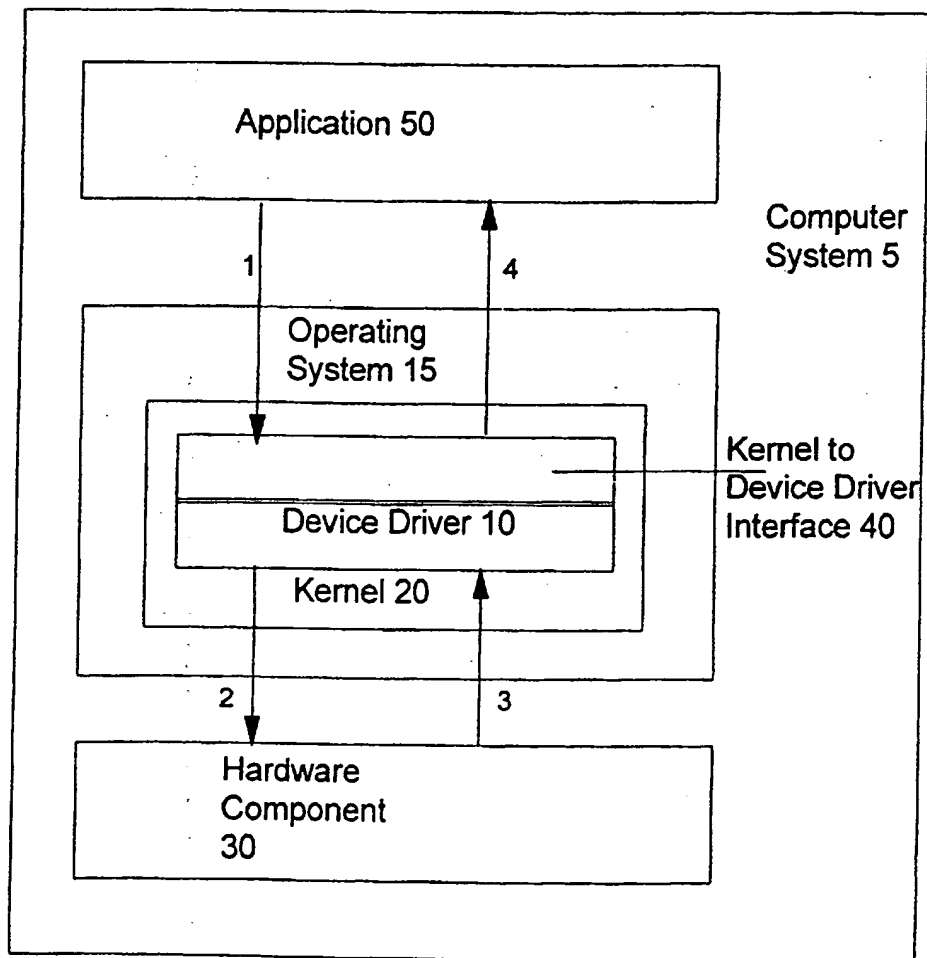 Application 50
Computer
System 5
1
4
Operating
System 15
Kernel to
Device Driver
Interface 40
Device Driver 10
Kernel 20
2
3
Hardware
Component
30